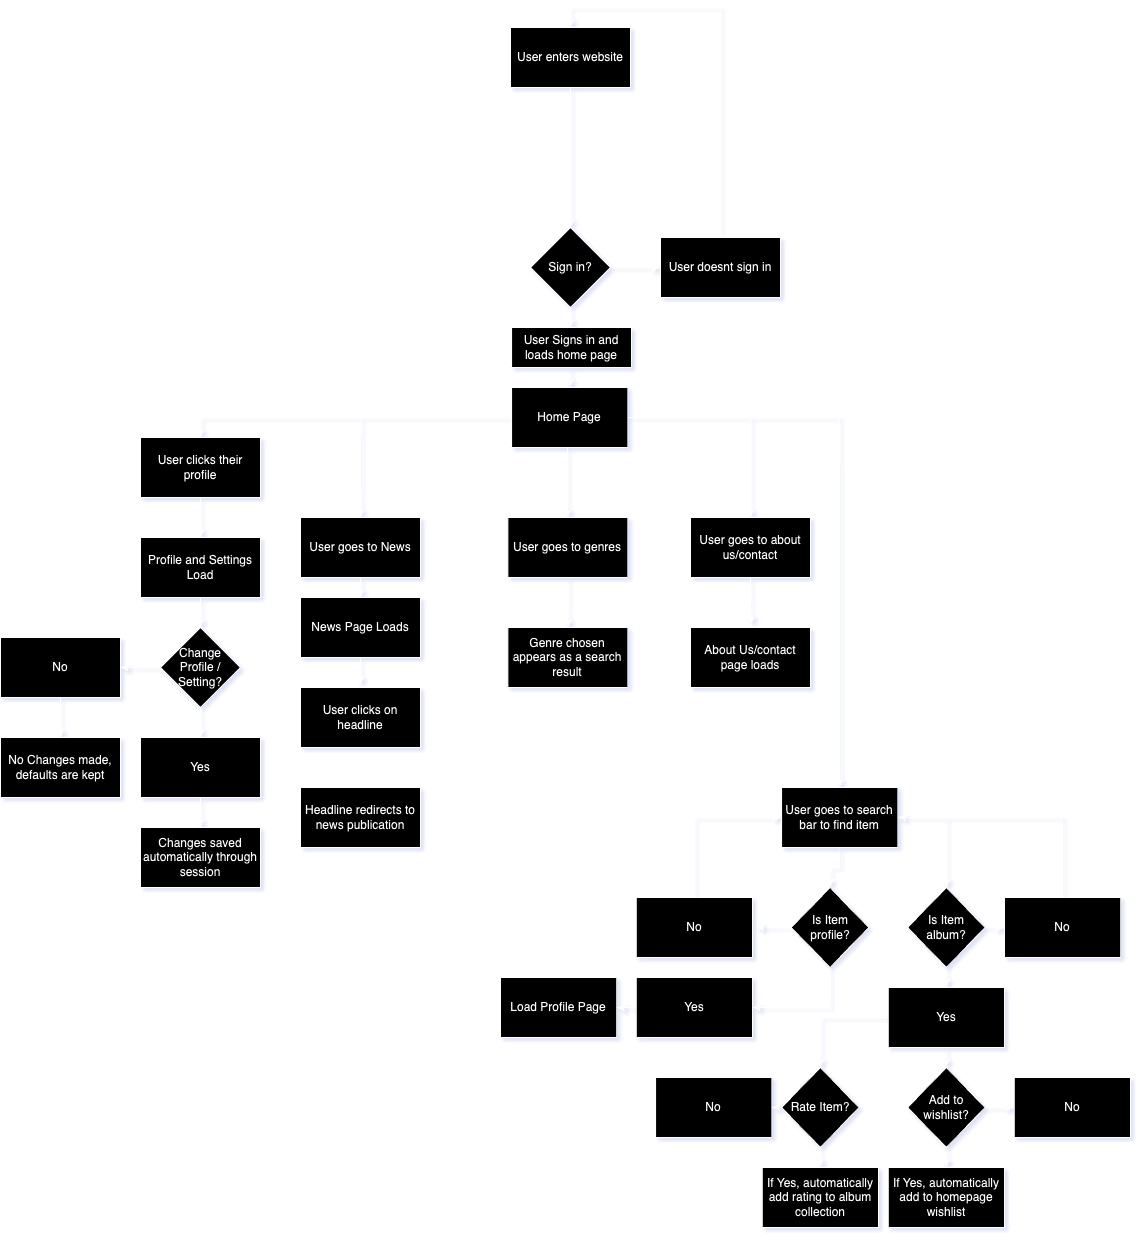 User enters website
Sign in?
User doesnt sign in
User Signs in and
loads home page
Home Page
User clicks their
profile
Profile and Settings
Load
Change
Profile /
Setting?
No
No Changes made,
defaults are kept
Yes
Changes saved
automatically through
session
User goes to News
News Page Loads
User clicks on
headline
Headline redirects to
news publication
User goes to genres
Genre chosen
appears as a search
result
User goes to about
us/contact
About Us/contact
page loads
User goes to search
bar to find item
No
Is Item
profile?
Is Item
album?
No
Load Profile Page
Yes
Yes
No
Rate Item?
Add to
wishlist?
No
If Yes, automatically
add rating to album
collection
If Yes, automatically
add to homepage
wishlist